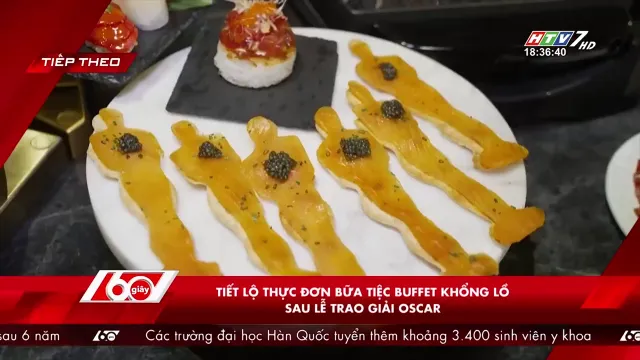 TIẾP THEO
HTV7 HD
18:36:40
60 giây
TIẾT LỘ THỰC ĐƠN BỮA TIỆC BUFFET KHỔNG LỒ
SAU LỄ TRAO GIẢI OSCAR
sau 6 năm 60 Các trường đại học Hàn Quốc tuyển thêm khoảng 3.400 sinh viên y khoa 60